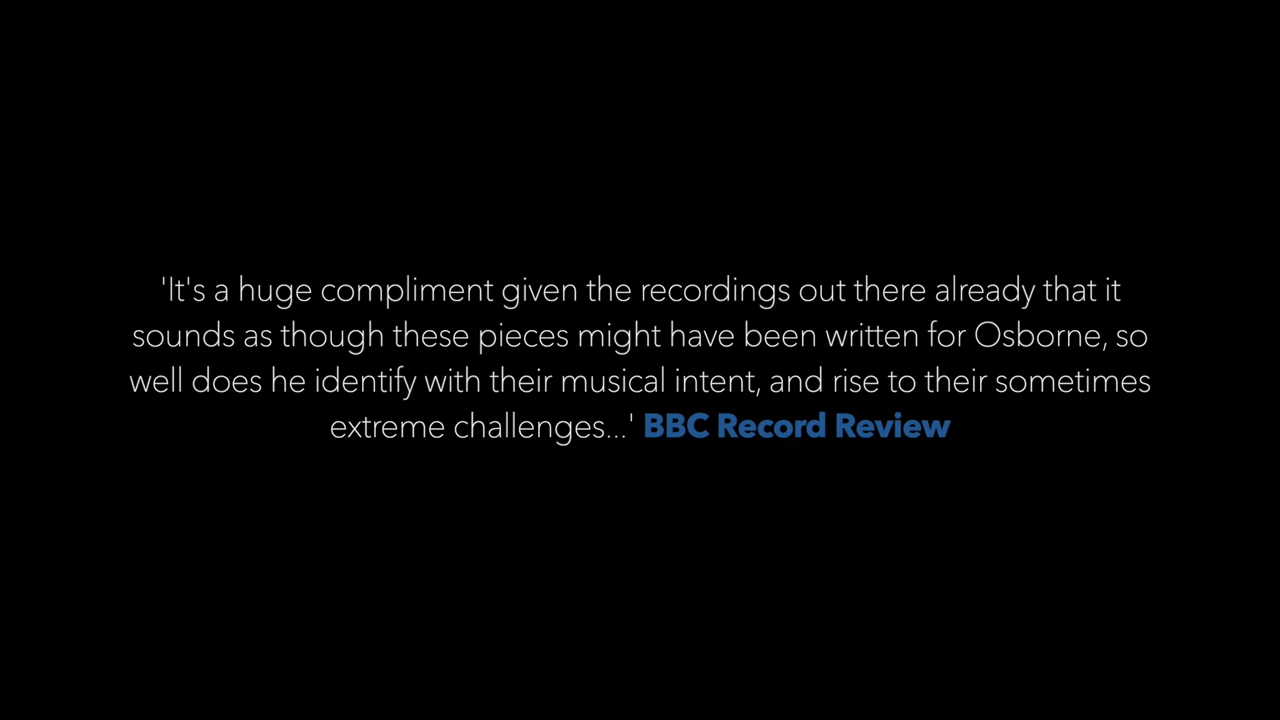 'It's a huge compliment given the recordings out there already that it
sounds as though these pieces might have been written for Osborne, so
well does he identify with their musical intent, and rise to their sometimes
extreme challenges...' BBC Record Review